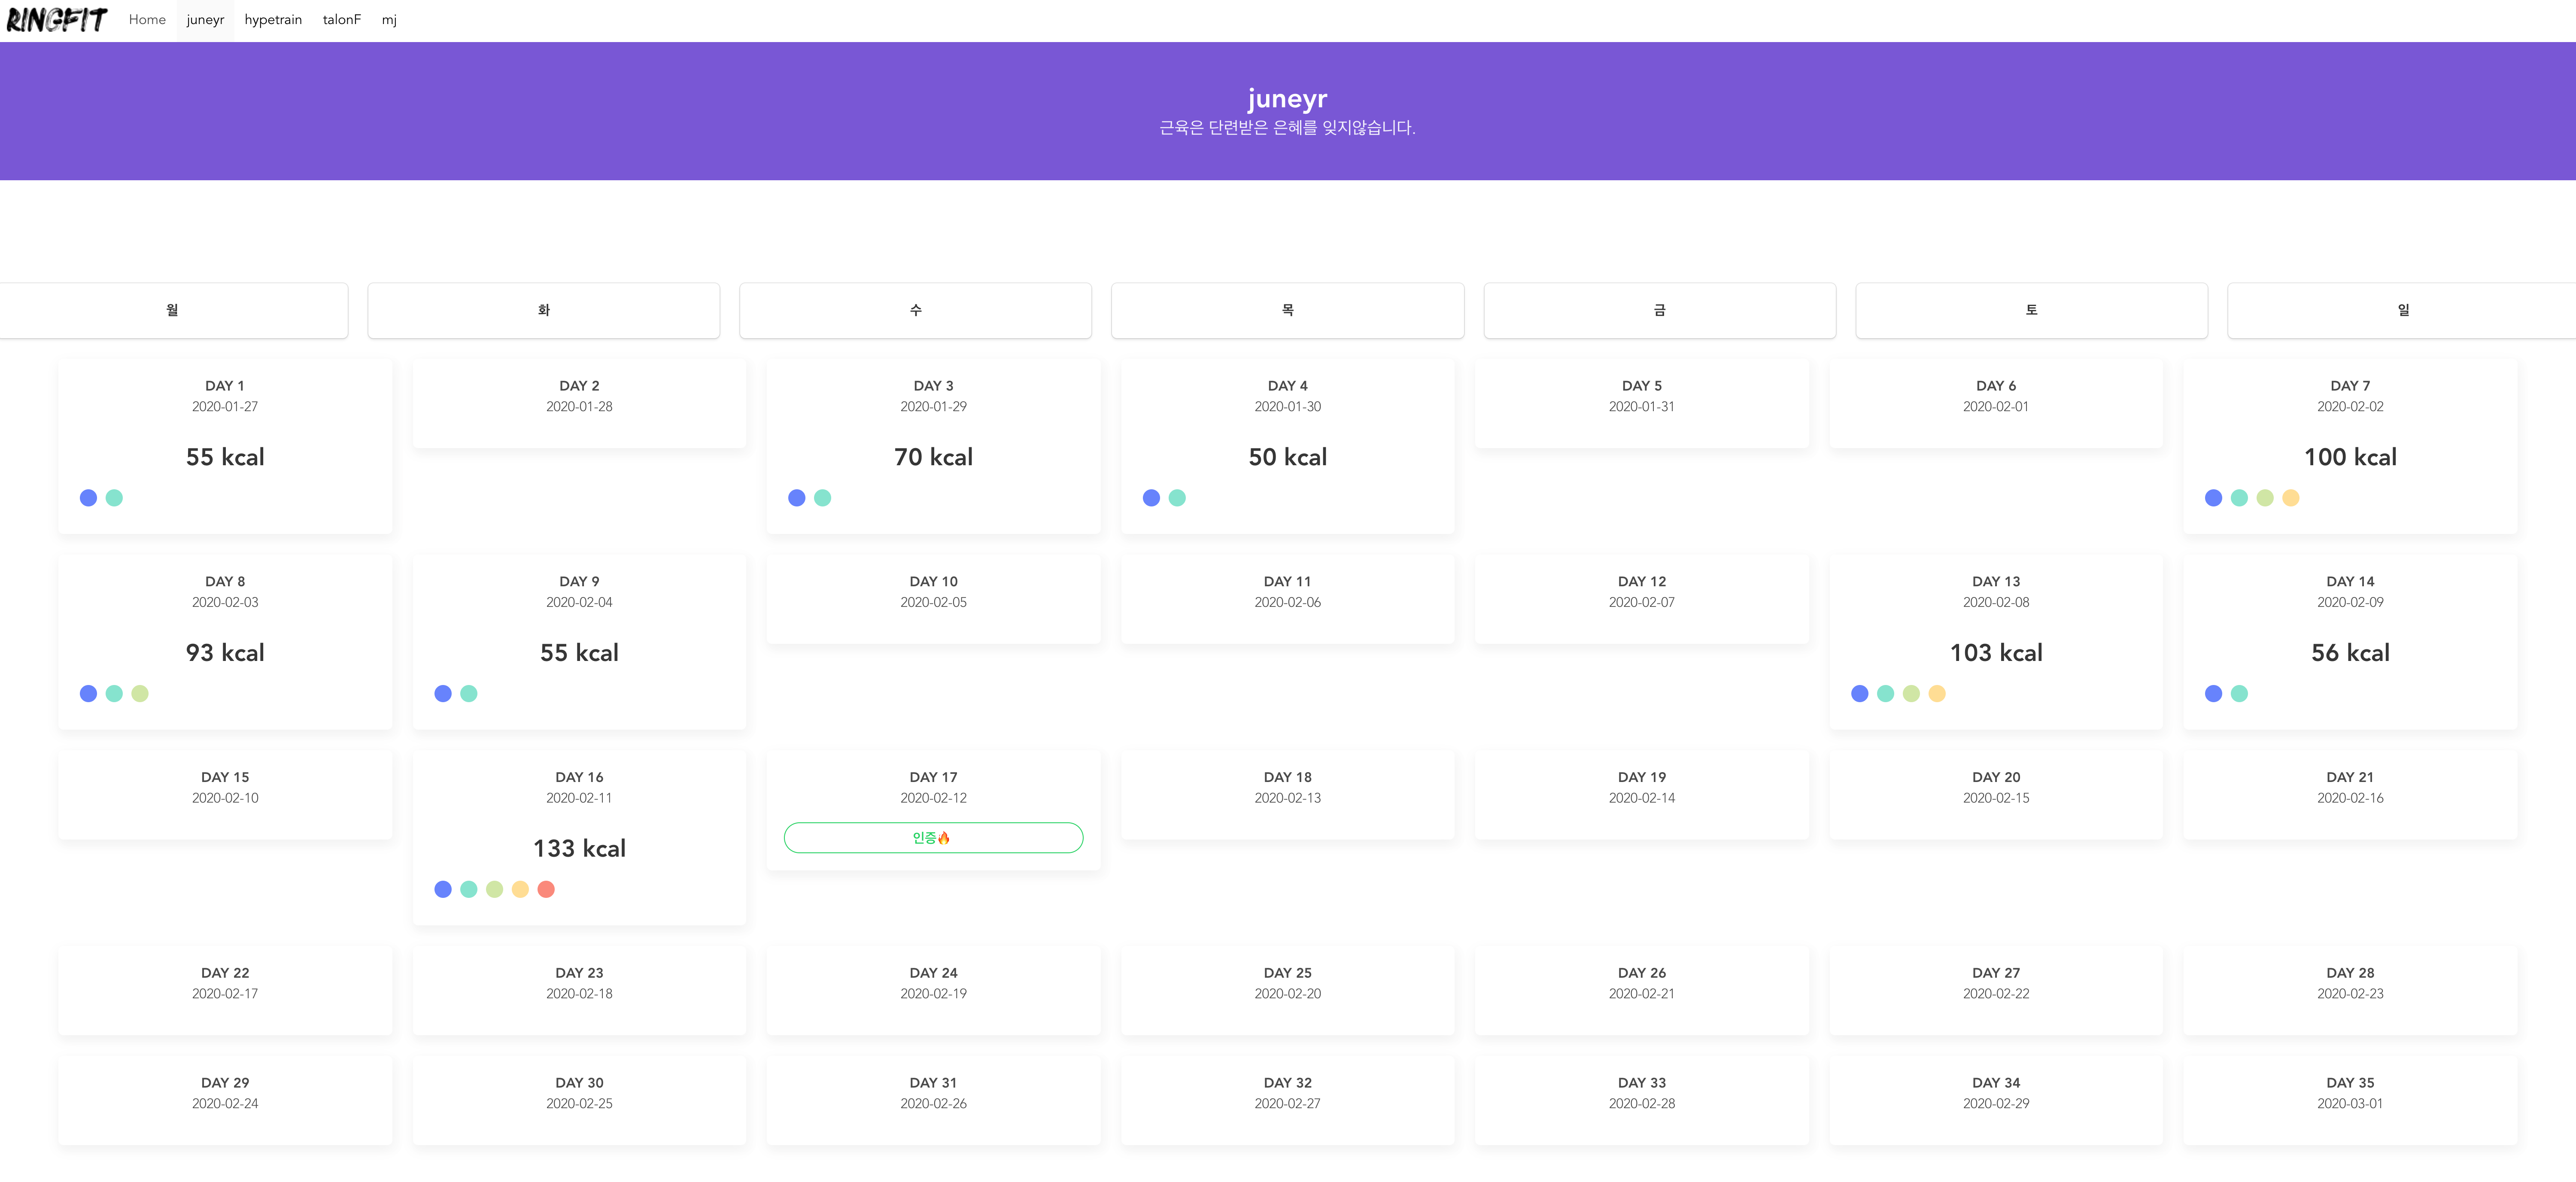 RINGFIT Home juneyr hypetrain talonF mj
juneyr
근육은 단련받은 은혜를 잊지않습니다.
월 화 수 목 금 토 일
DAY 1 DAY 2 DAY 3 DAY 4 DAY 5 DAY 6 DAY 7
2020-01-27 2020-01-28 2020-01-29 2020-01-30 2020-01-31 2020-02-01 2020-02-02
55 kcal 70 kcal 50 kcal 100 kcal
DAY 8 DAY 9 DAY 10 DAY 11 DAY 12 DAY 13 DAY 14
2020-02-03 2020-02-04 2020-02-05 2020-02-06 2020-02-07 2020-02-08 2020-02-09
93 kcal 55 kcal 103 kcal 56 kcal
DAY 15 DAY 16 DAY 17 DAY 18 DAY 19 DAY 20 DAY 21
2020-02-10 2020-02-11 2020-02-12 2020-02-13 2020-02-14 2020-02-15 2020-02-16
인증🔥
133 kcal
DAY 22 DAY 23 DAY 24 DAY 25 DAY 26 DAY 27 DAY 28
2020-02-17 2020-02-18 2020-02-19 2020-02-20 2020-02-21 2020-02-22 2020-02-23
DAY 29 DAY 30 DAY 31 DAY 32 DAY 33 DAY 34 DAY 35
2020-02-24 2020-02-25 2020-02-26 2020-02-27 2020-02-28 2020-02-29 2020-03-01